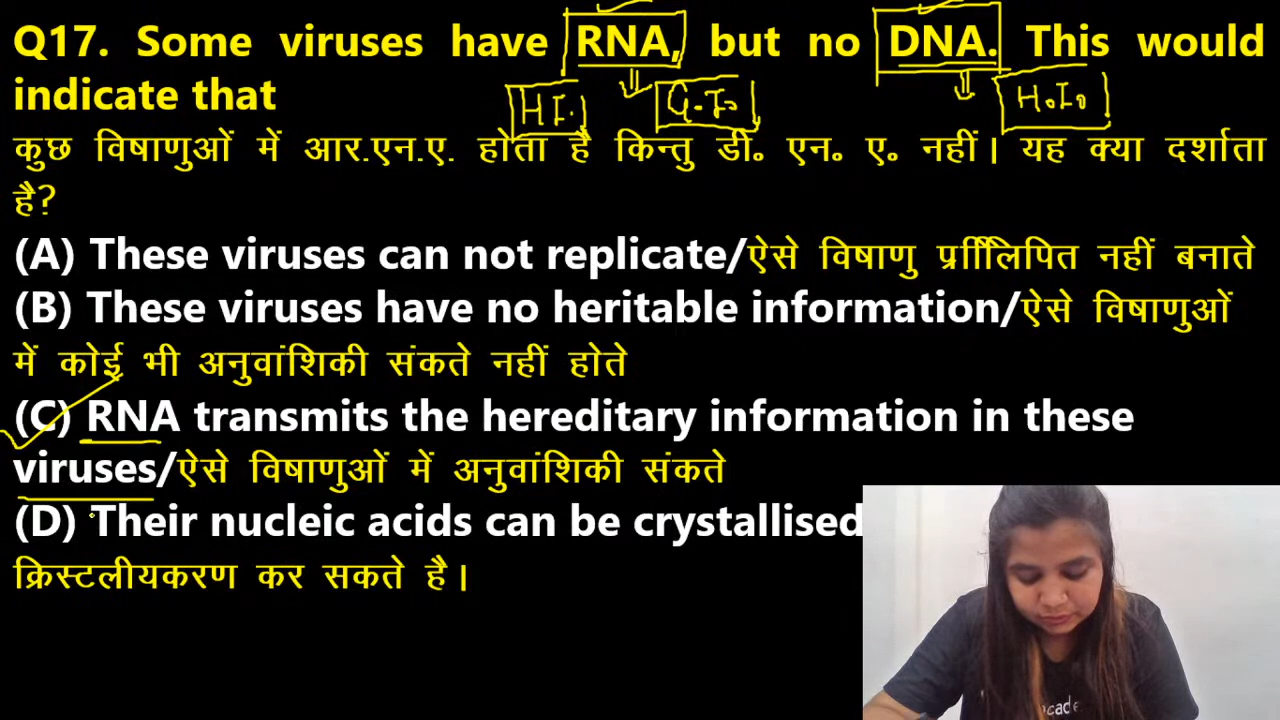 Q17. Some viruses have RNA, but no DNA. This would
indicate that
HI.
G.I.
H.I.
कुछ विषाणुओं में आर.एन.ए. होता है किन्तु डी॰ एन॰ ए॰ नहीं। यह क्या दर्शाता
है?
(A) These viruses can not replicate/ऐसे विषाणु प्रतिलिपित नहीं बनाते
(B) These viruses have no heritable information/ऐसे विषाणुओं
में कोई भी अनुवांशिकी संकते नहीं होते
(C) RNA transmits the hereditary information in these
viruses/ऐसे विषाणुओं में अनुवांशिकी संकते
(D) Their nucleic acids can be crystallised
क्रिस्टलीयकरण कर सकते है।